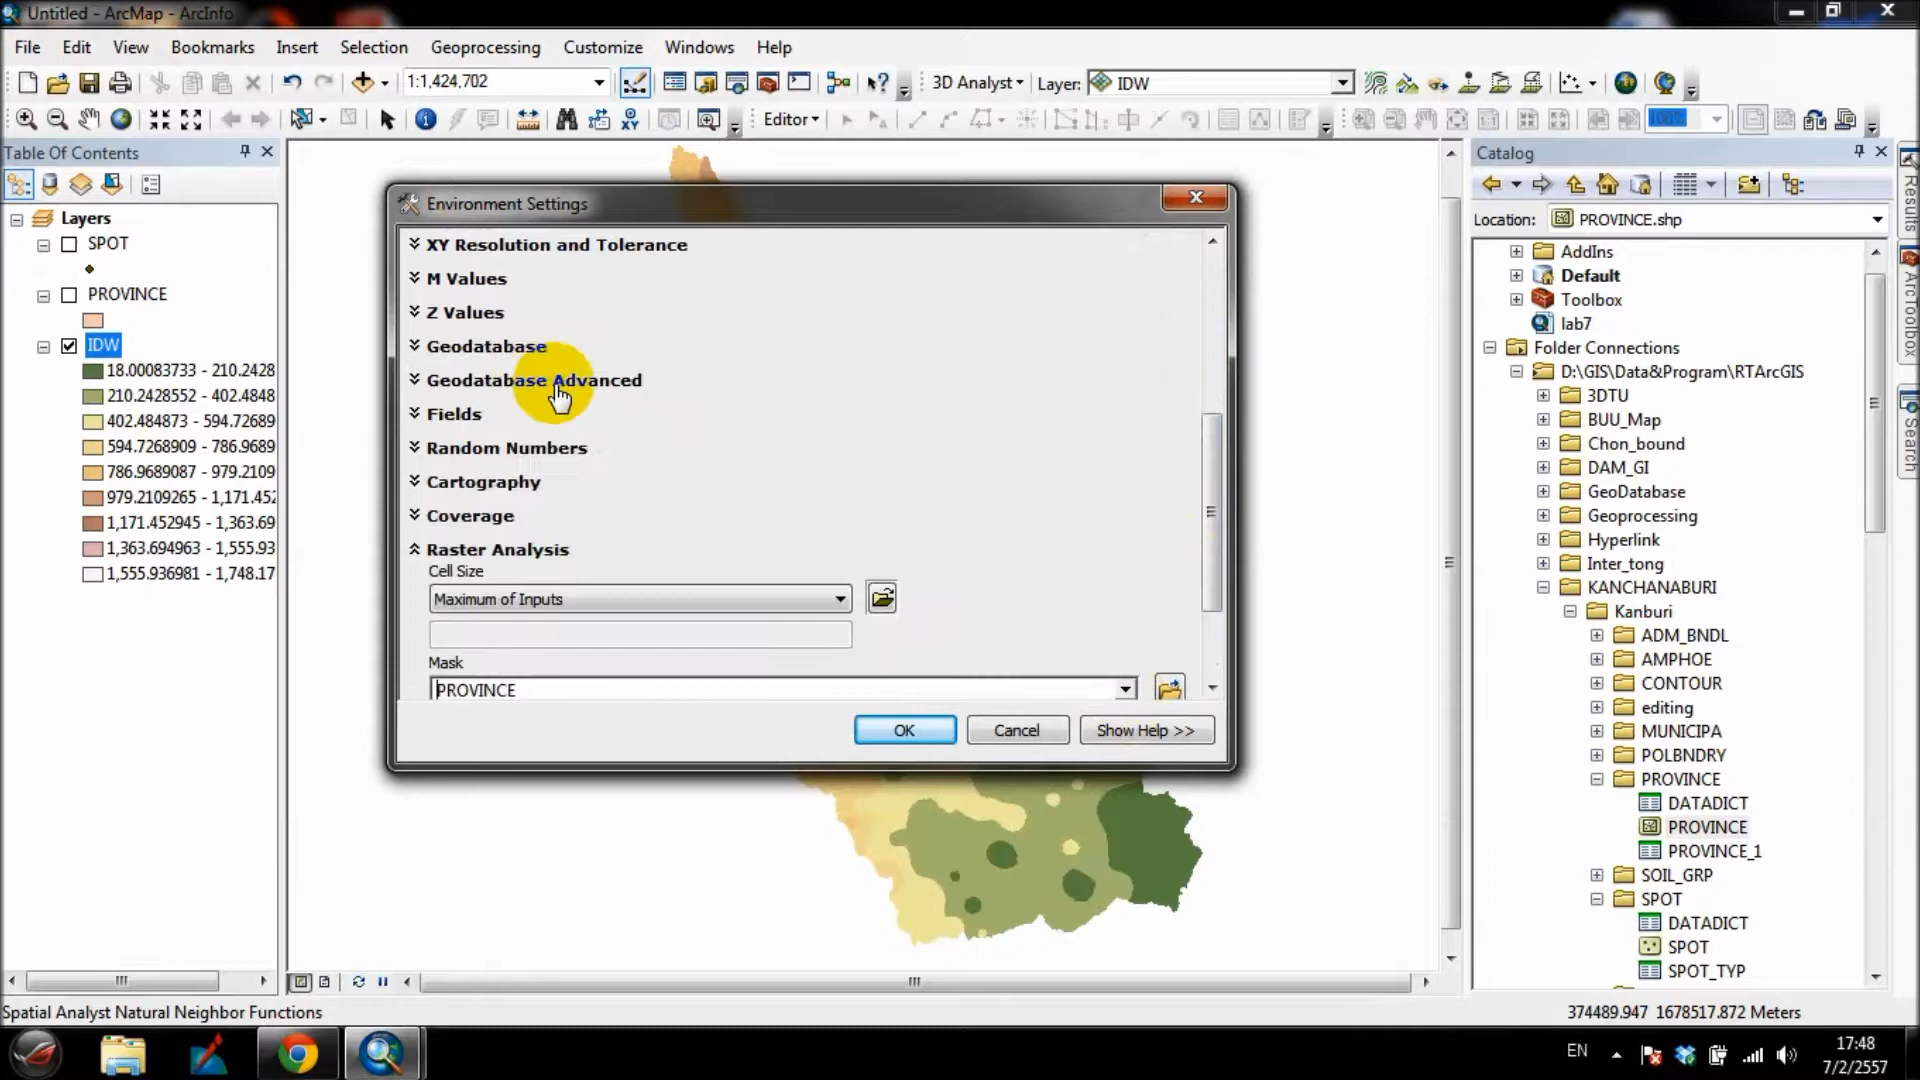 Untitled - ArcMap - ArcInfo
File Edit View Bookmarks Insert Selection Geoprocessing Customize Windows Help
1:1,424,702
3D Analyst
Layer:
IDW
Editor
100%
Table Of Contents
Layers
SPOT
PROVINCE
IDW
18.00083733 - 210.2428
210.2428552 - 402.4848
402.484873 - 594.72689
594.7268909 - 786.9689
786.9689087 - 979.2109
979.2109265 - 1,171.452
1,171.452945 - 1,363.69
1,363.694963 - 1,555.93
1,555.936981 - 1,748.17
Environment Settings
XY Resolution and Tolerance
M Values
Z Values
Geodatabase
Geodatabase Advanced
Fields
Random Numbers
Cartography
Coverage
Raster Analysis
Cell Size
Maximum of Inputs
Mask
PROVINCE
OK
Cancel
Show Help >>
Catalog
Location:
PROVINCE.shp
AddIns
Default
Toolbox
lab7
Folder Connections
D:\GIS\Data&Program\RTArcGIS
3DTU
BUU_Map
Chon_bound
DAM_GI
GeoDatabase
Geoprocessing
Hyperlink
Inter_tong
KANCHANABURI
Kanburi
ADM_BNDL
AMPHOE
CONTOUR
editing
MUNICIPA
POLBNDRY
PROVINCE
DATADICT
PROVINCE
PROVINCE_1
SOIL_GRP
SPOT
DATADICT
SPOT
SPOT_TYP
Results
ArcToolbox
Search
Spatial Analyst Natural Neighbor Functions
374489.947 1678517.872 Meters
EN
17:48
7/2/2557